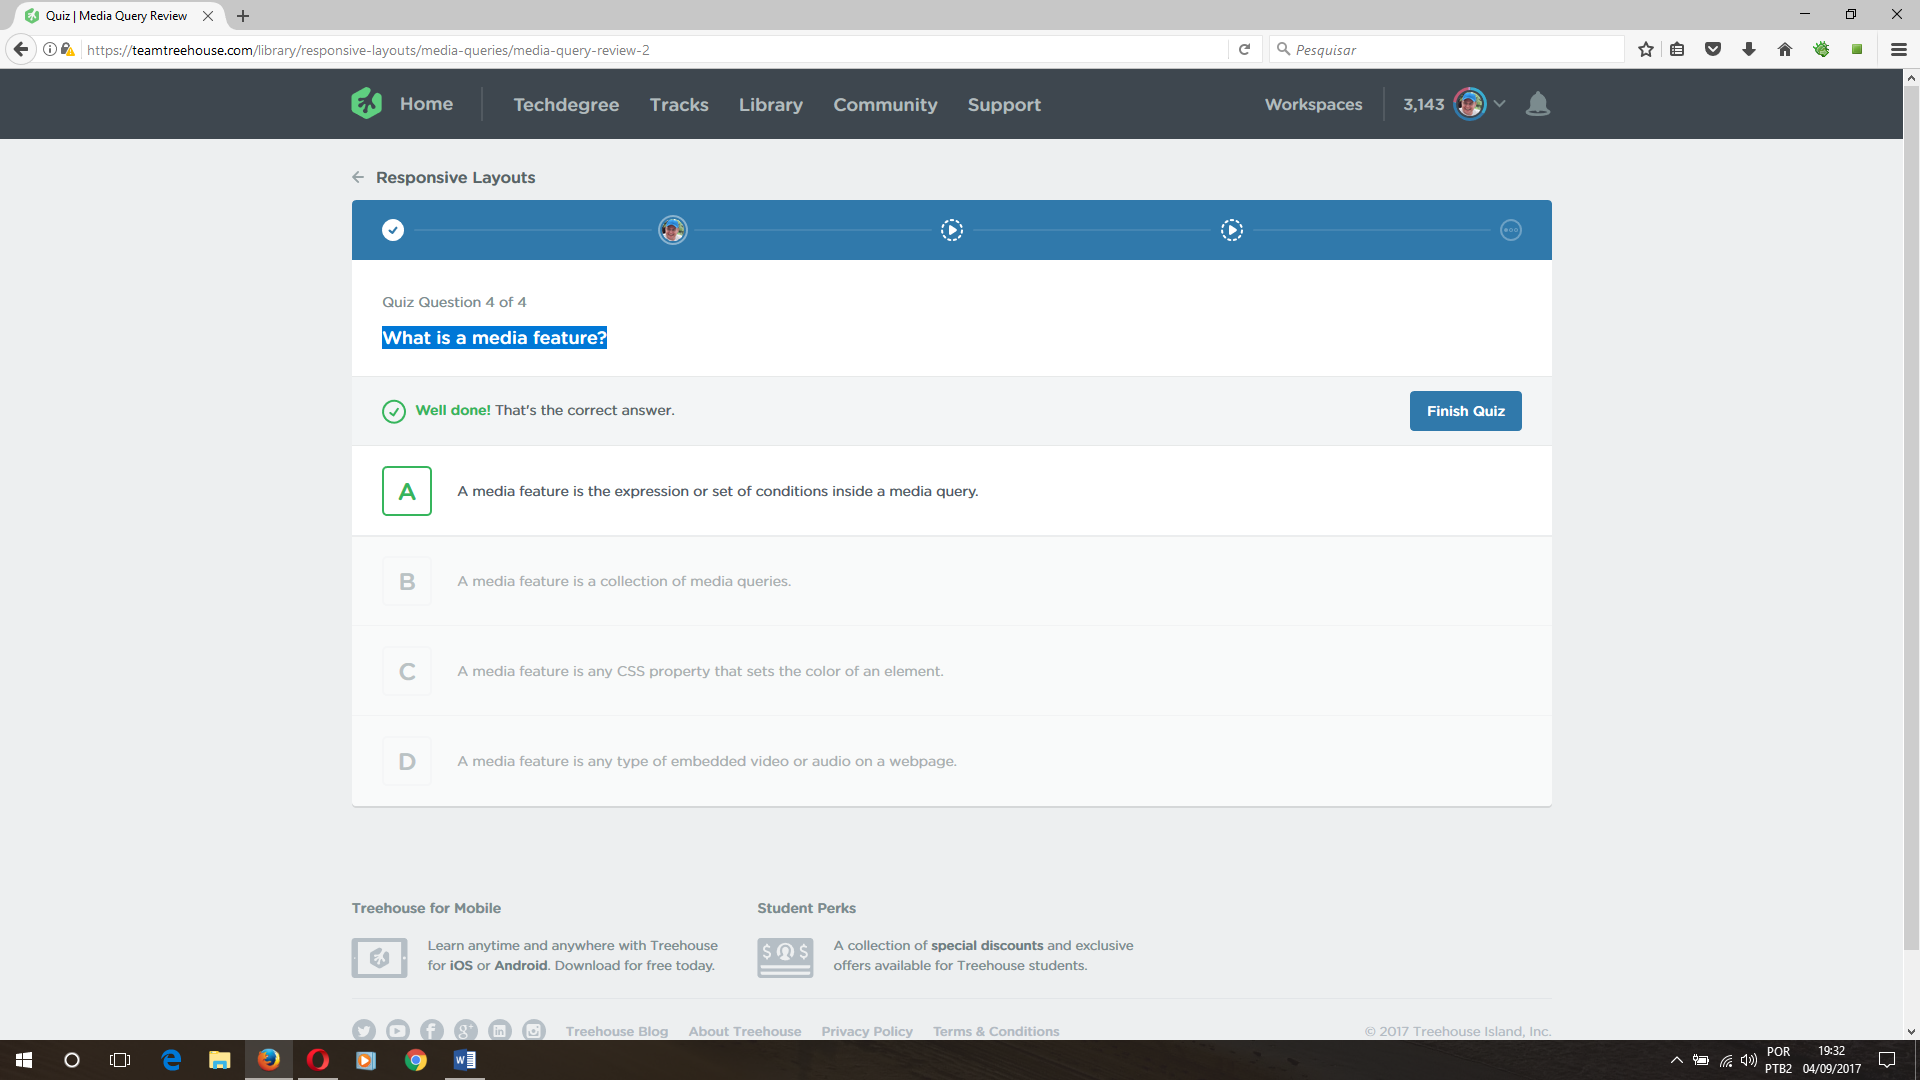 Quiz | Media Query Review
https://teamtreehouse.com/library/responsive-layouts/media-queries/media-query-review-2
Pesquisar
Home
Techdegree
Tracks
Library
Community
Support
Workspaces
3,143
Responsive Layouts
Quiz Question 4 of 4
What is a media feature?
Well done! That's the correct answer.
Finish Quiz
A
A media feature is the expression or set of conditions inside a media query.
B
A media feature is a collection of media queries.
C
A media feature is any CSS property that sets the color of an element.
D
A media feature is any type of embedded video or audio on a webpage.
Treehouse for Mobile
Learn anytime and anywhere with Treehouse
for iOS or Android. Download for free today.
Student Perks
A collection of special discounts and exclusive
offers available for Treehouse students.
Treehouse Blog
About Treehouse
Privacy Policy
Terms & Conditions
© 2017 Treehouse Island, Inc.
POR
PTB2
19:32
04/09/2017